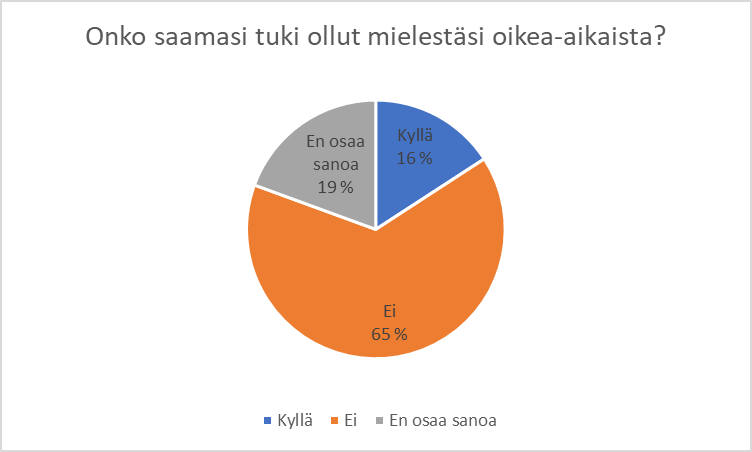 Onko saamasi tuki ollut mielestäsi oikea-aikaista?
Kyllä
16 %
En osaa
sanoa
19 %
Ei
65 %
Kyllä
Ei
En osaa sanoa